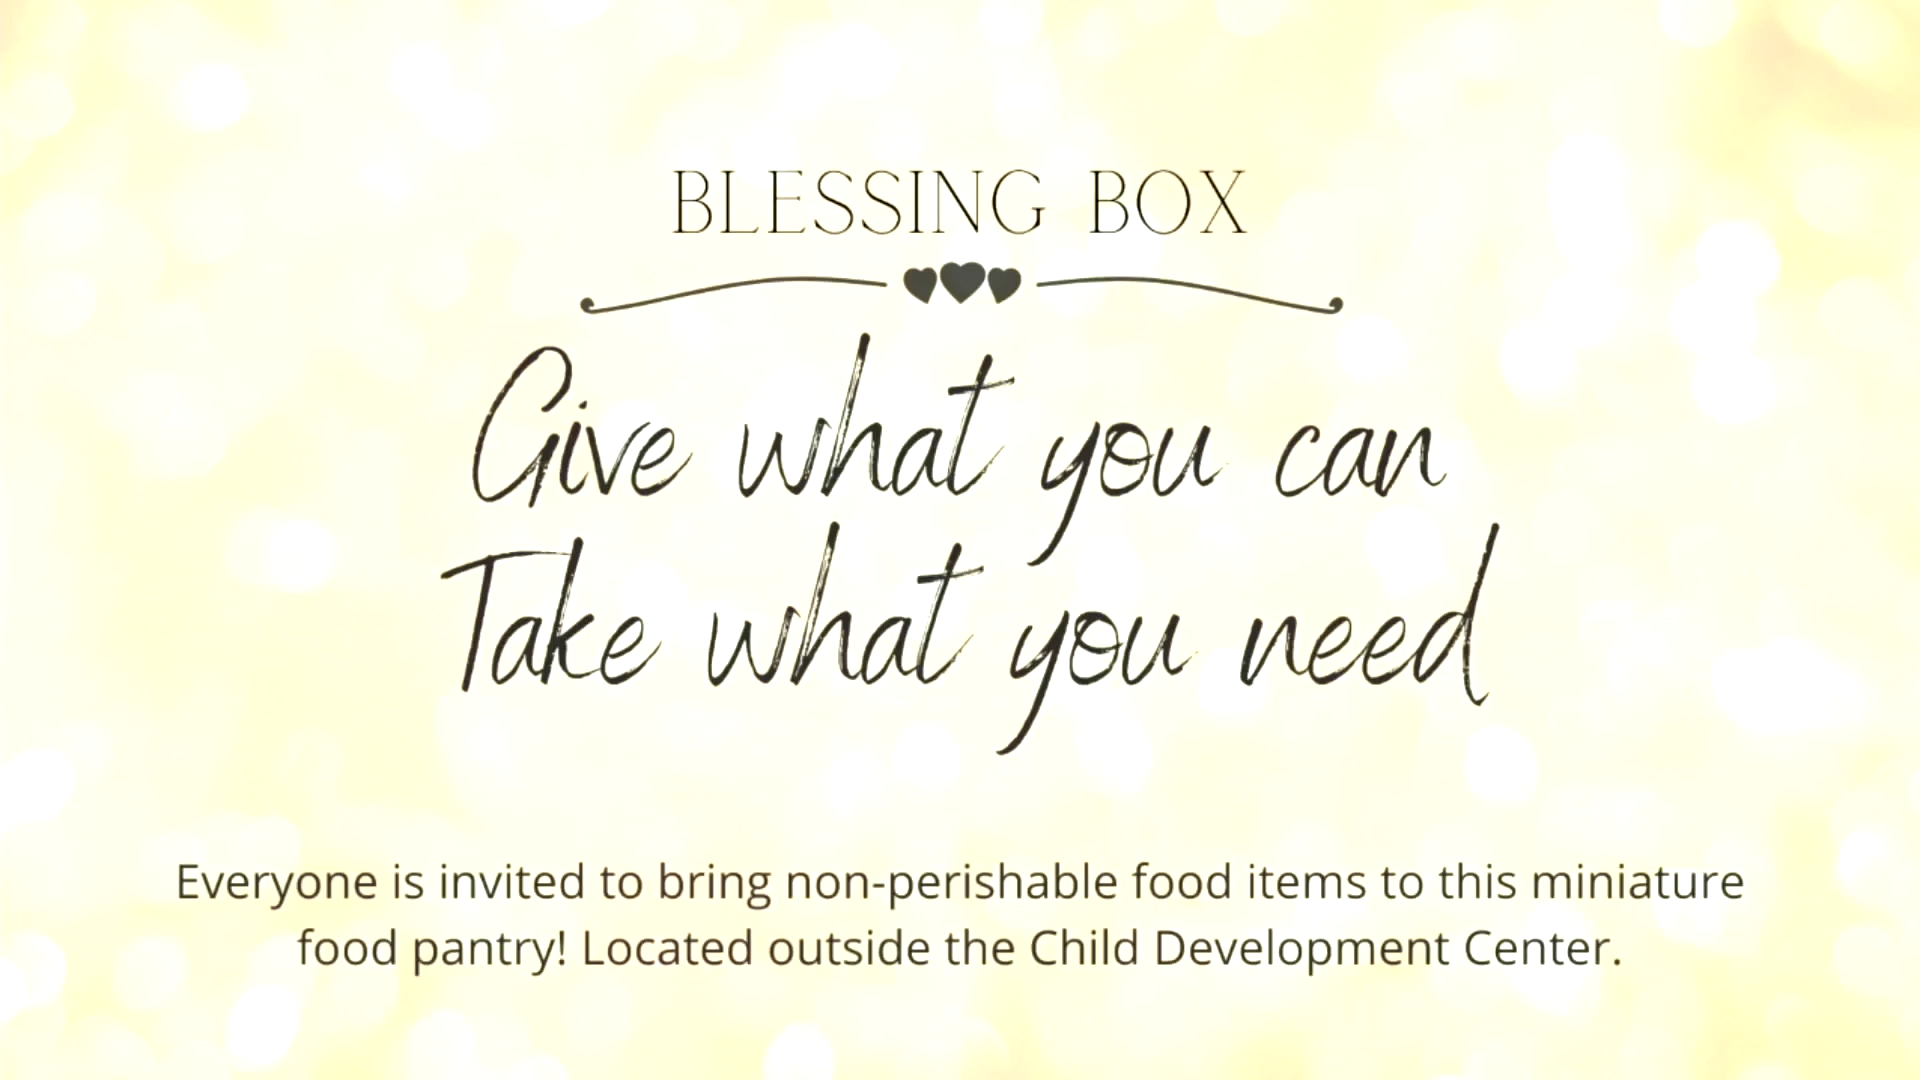 BLESSING BOX
Give what you can
Take what you need
Everyone is invited to bring non-perishable food items to this miniature
food pantry! Located outside the Child Development Center.